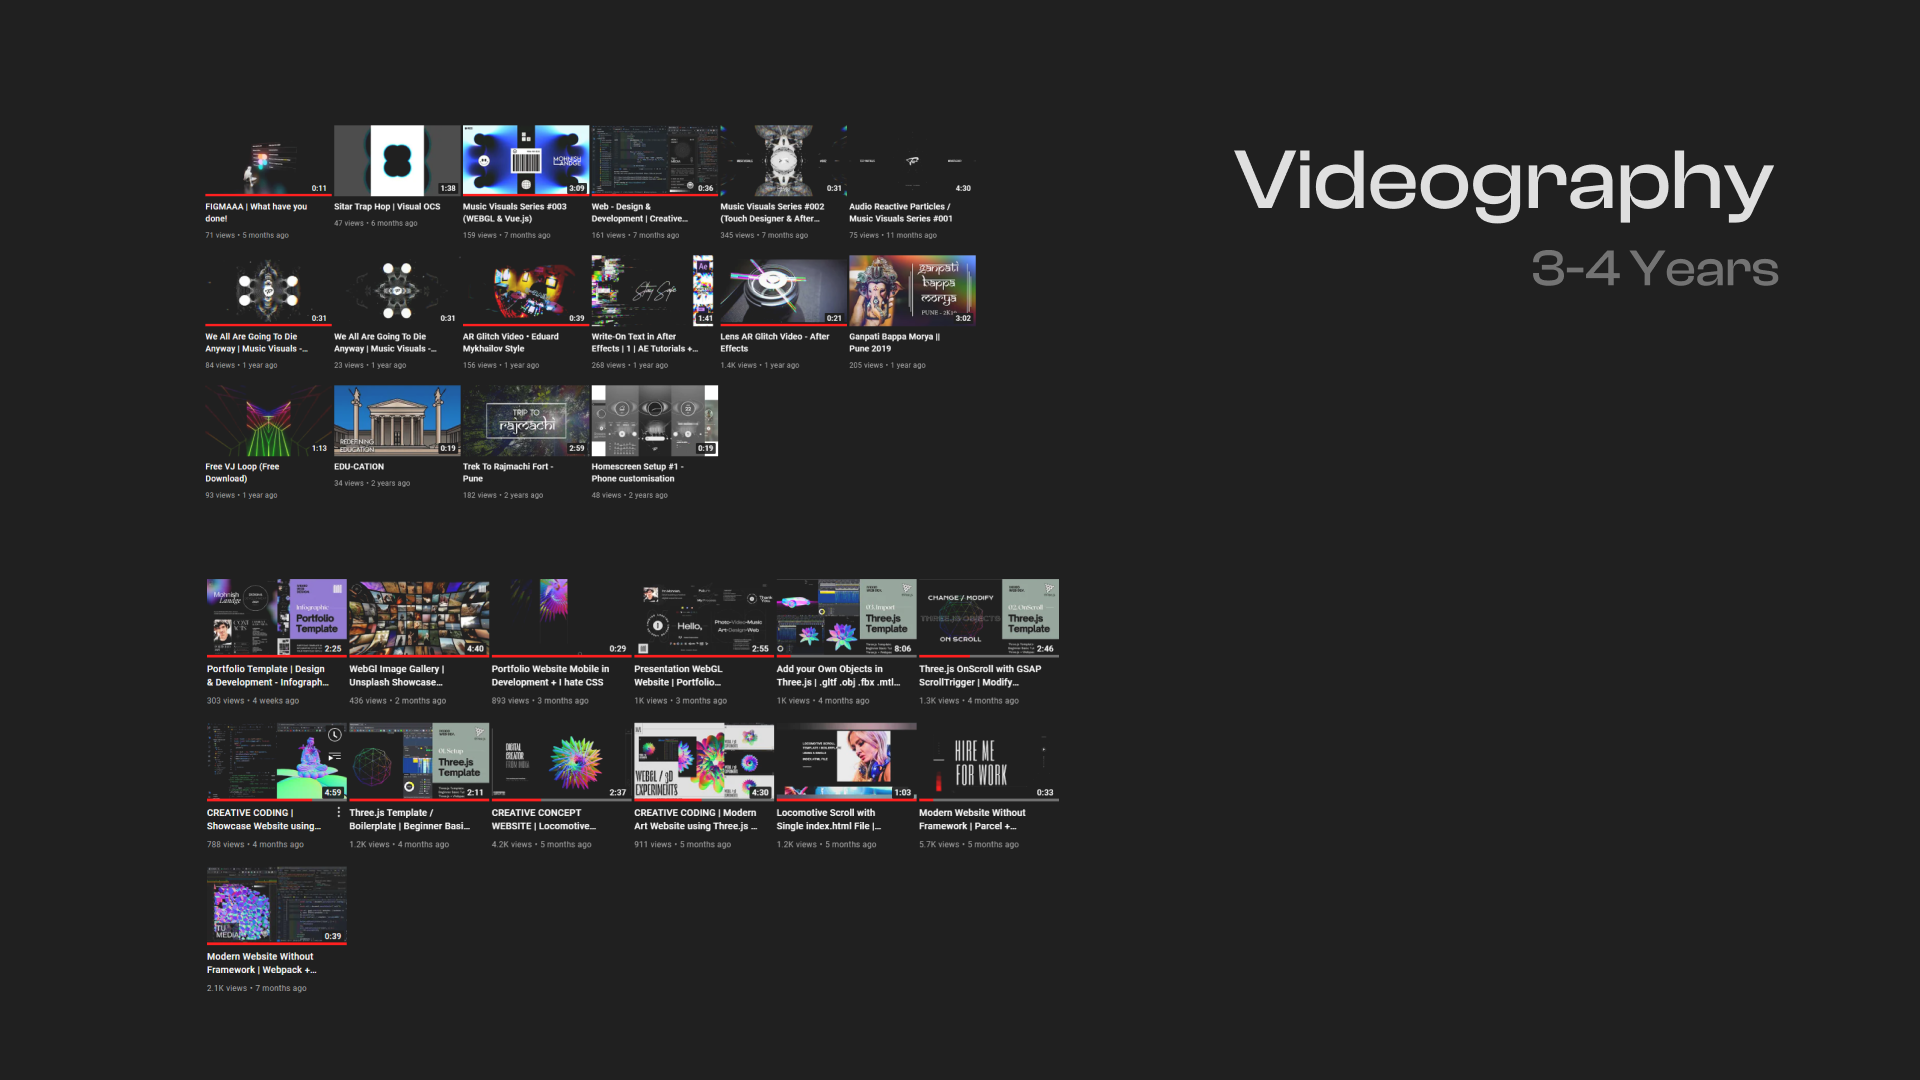 Videography
3-4 Years
0:11
1:38
3:09
0:36
0:31
4:30
MOHNISH
LANDGE
FIGMAAA | What have you
done!
71 views • 5 months ago
Sitar Trap Hop | Visual OCS
47 views • 6 months ago
Music Visuals Series #003
(WEBGL & Vue.js)
159 views • 7 months ago
Web - Design &
Development | Creative...
161 views • 7 months ago
Music Visuals Series #002
(Touch Designer & After...
345 views • 7 months ago
Audio Reactive Particles /
Music Visuals Series #001
75 views • 11 months ago
0:31
0:31
0:39
Ae
1:41
0:21
ganpati
bappa
morya
PUNE - 2K19
3:02
We All Are Going To Die
Anyway | Music Visuals -...
84 views • 1 year ago
We All Are Going To Die
Anyway | Music Visuals -...
23 views • 1 year ago
AR Glitch Video • Eduard
Mykhailov Style
156 views • 1 year ago
Write-On Text in After
Effects | 1 | AE Tutorials +...
268 views • 1 year ago
Lens AR Glitch Video - After
Effects
1.4K views • 1 year ago
Ganpati Bappa Morya ||
Pune 2019
205 views • 1 year ago
1:13
REDEFINING
EDUCATION
0:19
TRIP TO
rajmachi
2:59
0:19
Free VJ Loop (Free
Download)
93 views • 1 year ago
EDU-CATION
34 views • 2 years ago
Trek To Rajmachi Fort -
Pune
182 views • 2 years ago
Homescreen Setup #1 -
Phone customisation
48 views • 2 years ago
Mohnish
Landge
Infographic
Portfolio
Template
2:25
4:40
0:29
Hello,
Photo-Video-Music
Art-Design-Web
2:55
03.Import
Three.js
Template
8:06
CHANGE / MODIFY
THREE.JS OBJECTS
ON SCROLL
02.OnScroll
Three.js
Template
2:46
Portfolio Template | Design
& Development - Infograph...
303 views • 4 weeks ago
WebGl Image Gallery |
Unsplash Showcase...
436 views • 2 months ago
Portfolio Website Mobile in
Development + I hate CSS
893 views • 3 months ago
Presentation WebGL
Website | Portfolio...
1K views • 3 months ago
Add your Own Objects in
Three.js | .gltf .obj .fbx .mtl...
1K views • 4 months ago
Three.js OnScroll with GSAP
ScrollTrigger | Modify...
1.3K views • 4 months ago
4:59
01.Setup
Three.js
Template
2:11
DIGITAL
CREATOR
FROM INDIA
2:37
WEBGL / 3D
EXPERIMENTS
4:30
1:03
HIRE ME
FOR WORK
0:33
CREATIVE CODING |
Showcase Website using...
788 views • 4 months ago
Three.js Template /
Boilerplate | Beginner Basi...
1.2K views • 4 months ago
CREATIVE CONCEPT
WEBSITE | Locomotive...
4.2K views • 5 months ago
CREATIVE CODING | Modern
Art Website using Three.js ...
911 views • 5 months ago
Locomotive Scroll with
Single index.html File |...
1.2K views • 5 months ago
Modern Website Without
Framework | Parcel +...
5.7K views • 5 months ago
TU
MEDIA
0:39
Modern Website Without
Framework | Webpack +...
2.1K views • 7 months ago